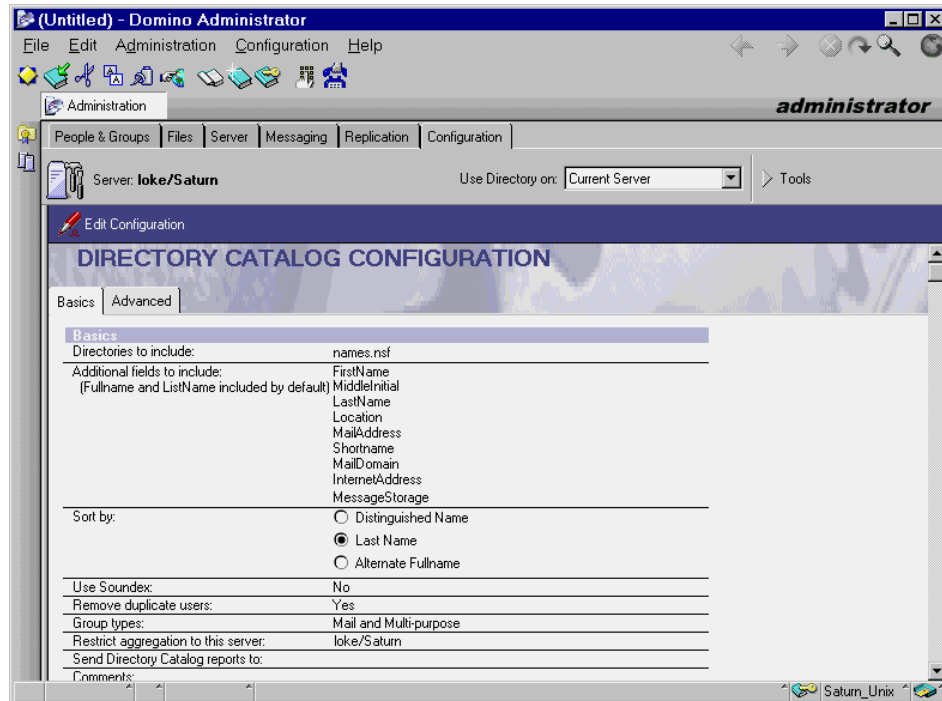 (Untitled) - Domino Administrator
File Edit Administration Configuration Help
Administration
administrator
People & Groups Files Server Messaging Replication Configuration
Server: loke/Saturn Use Directory on: Current Server Tools
Edit Configuration
DIRECTORY CATALOG CONFIGURATION
Basics Advanced
Basics
Directories to include: names.nsf
Additional fields to include: FirstName
(Fullname and ListName included by default) MiddleInitial
LastName
Location
MailAddress
Shortname
MailDomain
InternetAddress
MessageStorage
Sort by: Distinguished Name
Last Name
Alternate Fullname
Use Soundex: No
Remove duplicate users: Yes
Group types: Mail and Multi-purpose
Restrict aggregation to this server: loke/Saturn
Send Directory Catalog reports to:
Comments:
Saturn_Unix